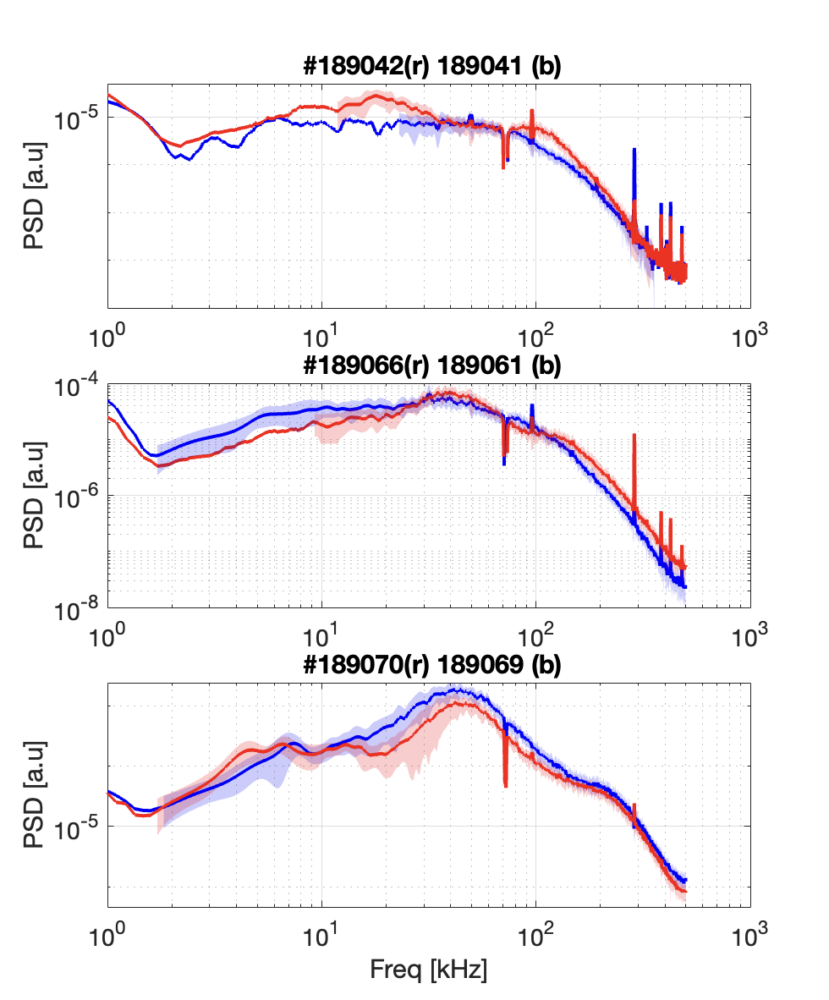 #189042(r) 189041 (b)
PSD [a.u]
10^-5
10^0 10^1 10^2 10^3
#189066(r) 189061 (b)
PSD [a.u]
10^-4
10^-6
10^-8
10^0 10^1 10^2 10^3
#189070(r) 189069 (b)
PSD [a.u]
10^-5
10^0 10^1 10^2 10^3
Freq [kHz]